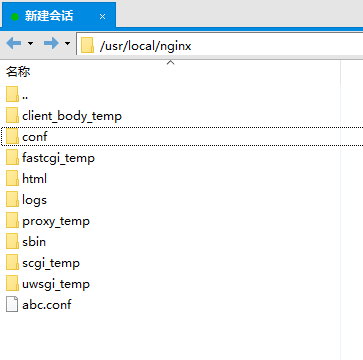 新建会话
/usr/local/nginx
名称
..
client_body_temp
conf
fastcgi_temp
html
logs
proxy_temp
sbin
scgi_temp
uwsgi_temp
abc.conf